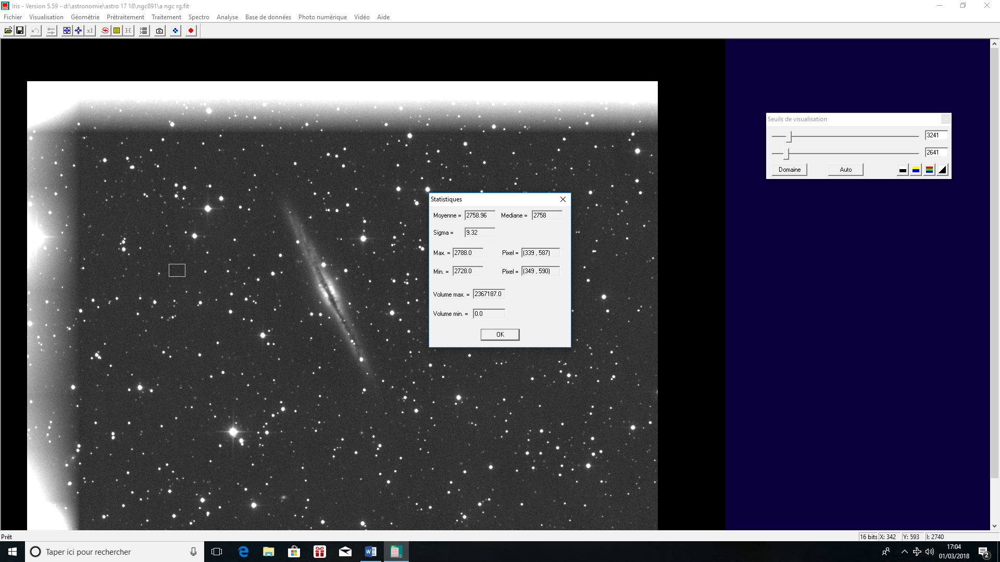 Iris - Version 5.59 - d:\astronomie\astro 17 18\ngc891\a ngc rg.fit
Fichier Visualisation Géométrie Prétraitement Traitement Spectro Analyse Base de données Photo numérique Vidéo Aide
x1 H
Seuils de visualisation
3241
2641
Domaine Auto
Statistiques
Moyenne = 2758.96 Mediane = 2758
Sigma = 9.32
Max. = 2788.0 Pixel = (339 , 587)
Min. = 2728.0 Pixel = (349 , 590)
Volume max. = 2367187.0
Volume min. = 0.0
OK
Prêt 16 bits X: 342 Y: 593 I: 2740
Taper ici pour rechercher
17:04
01/03/2018
2